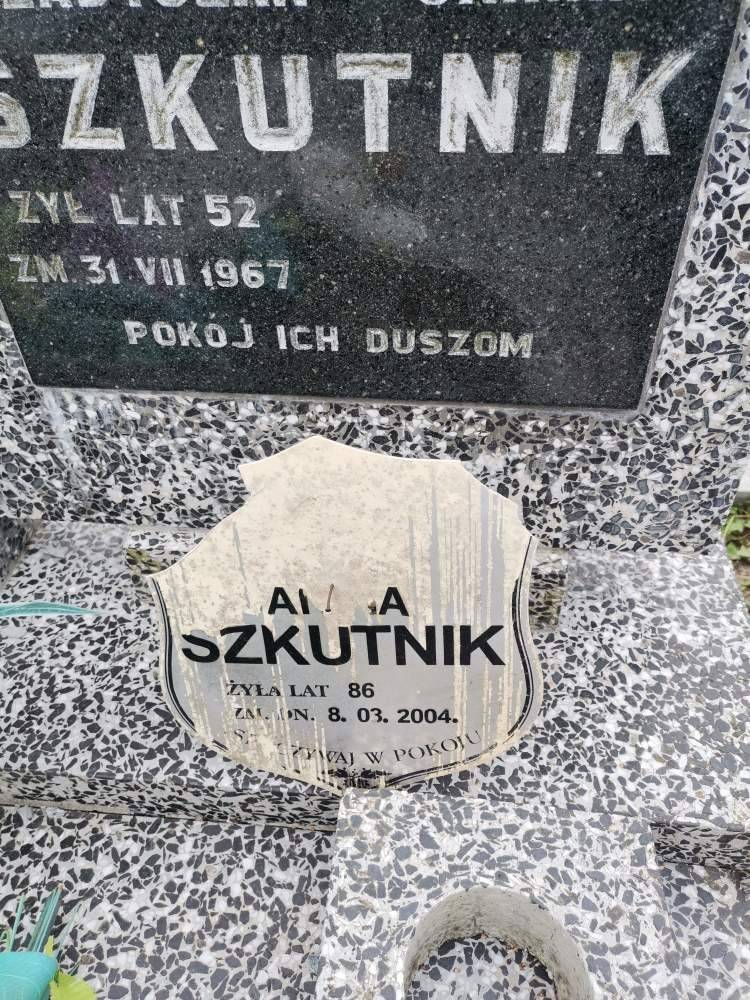 SZKUTNIK
ŻYŁ LAT 52
ZM. 31 VII 1967
POKÓJ ICH DUSZOM
SZKUTNIK
ŻYŁA LAT 86
ZM. DN. 8. 03. 2004.
W POKOJU